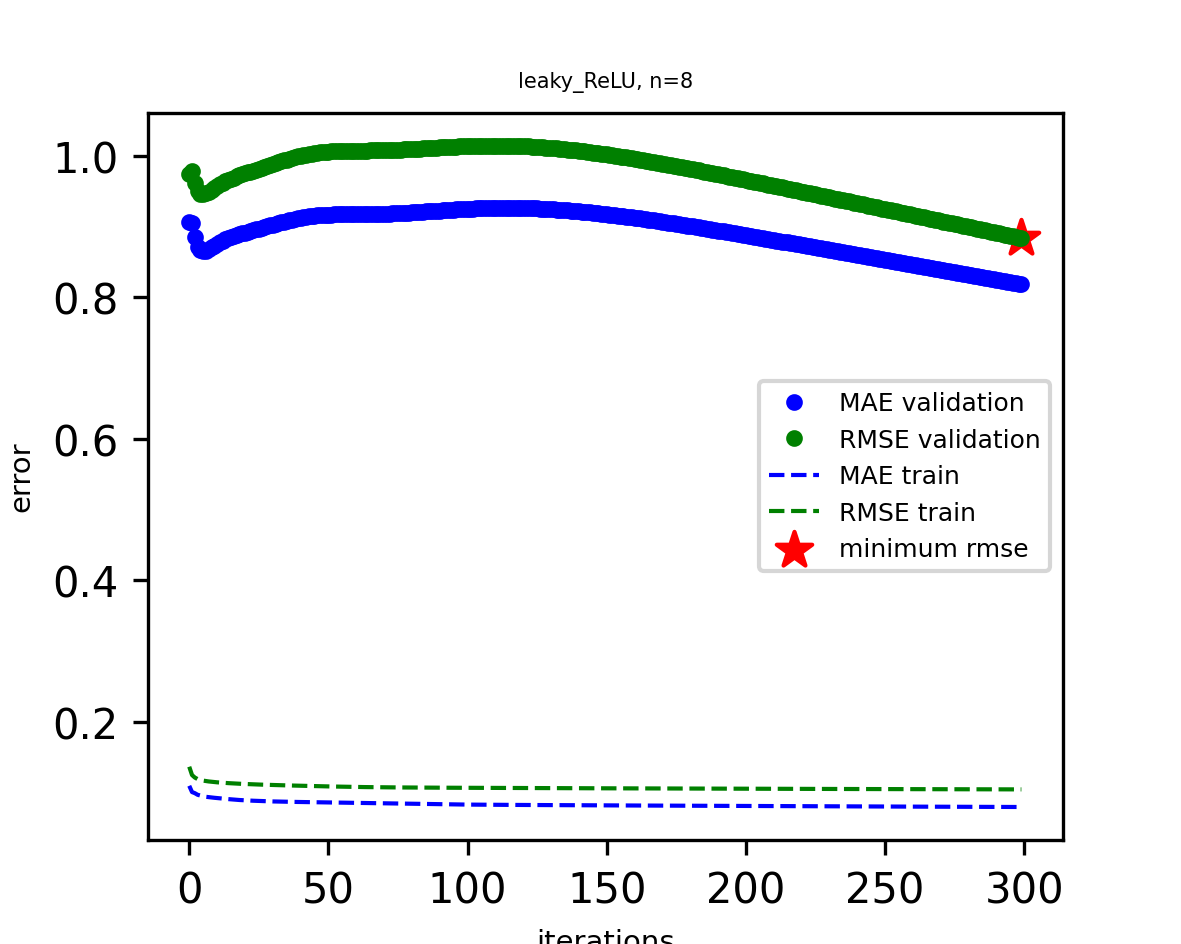 leaky_ReLU, n=8
1.0
0.8
0.6
0.4
0.2
error
MAE validation
RMSE validation
MAE train
RMSE train
minimum rmse
0 50 100 150 200 250 300
iterations